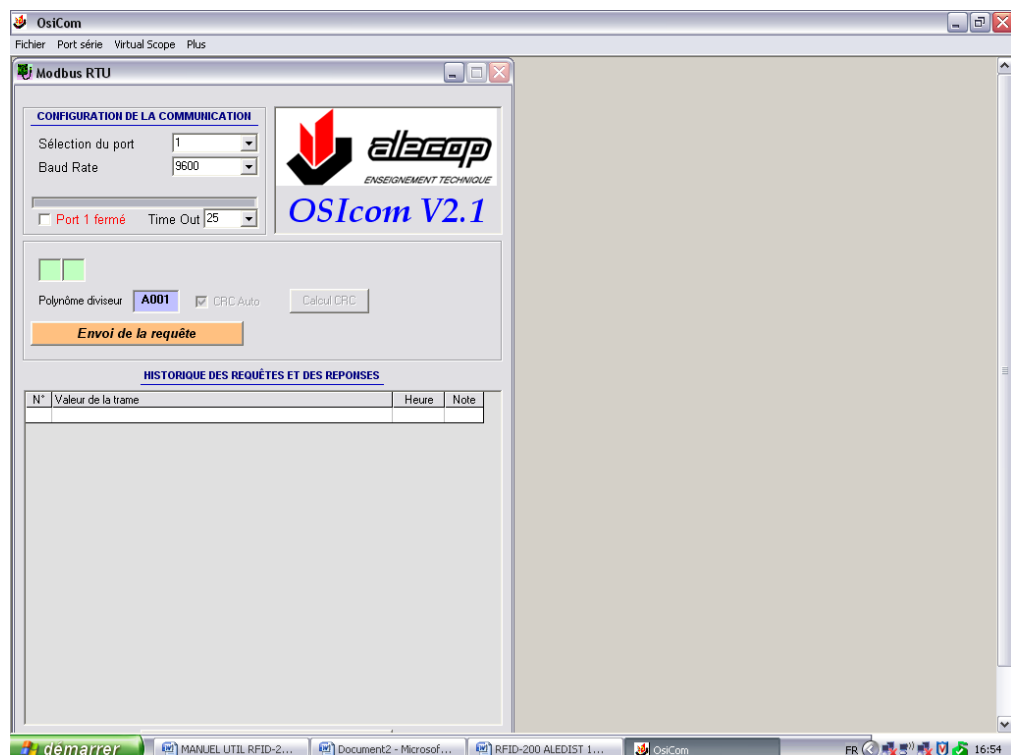 OsiCom
Fichier Port série Virtual Scope Plus
Modbus RTU
CONFIGURATION DE LA COMMUNICATION
Sélection du port 1
Baud Rate 9600
Port 1 fermé Time Out 25
alecop
ENSEIGNEMENT TECHNIQUE
OSIcom V2.1
Polynôme diviseur A001 CRC Auto Calcul CRC
Envoi de la requête
HISTORIQUE DES REQUÊTES ET DES REPONSES
N° Valeur de la trame Heure Note
démarrer MANUEL UTIL RFID-2... Document2 - Microsof... RFID-200 ALEDIST 1... OsiCom FR 16:54